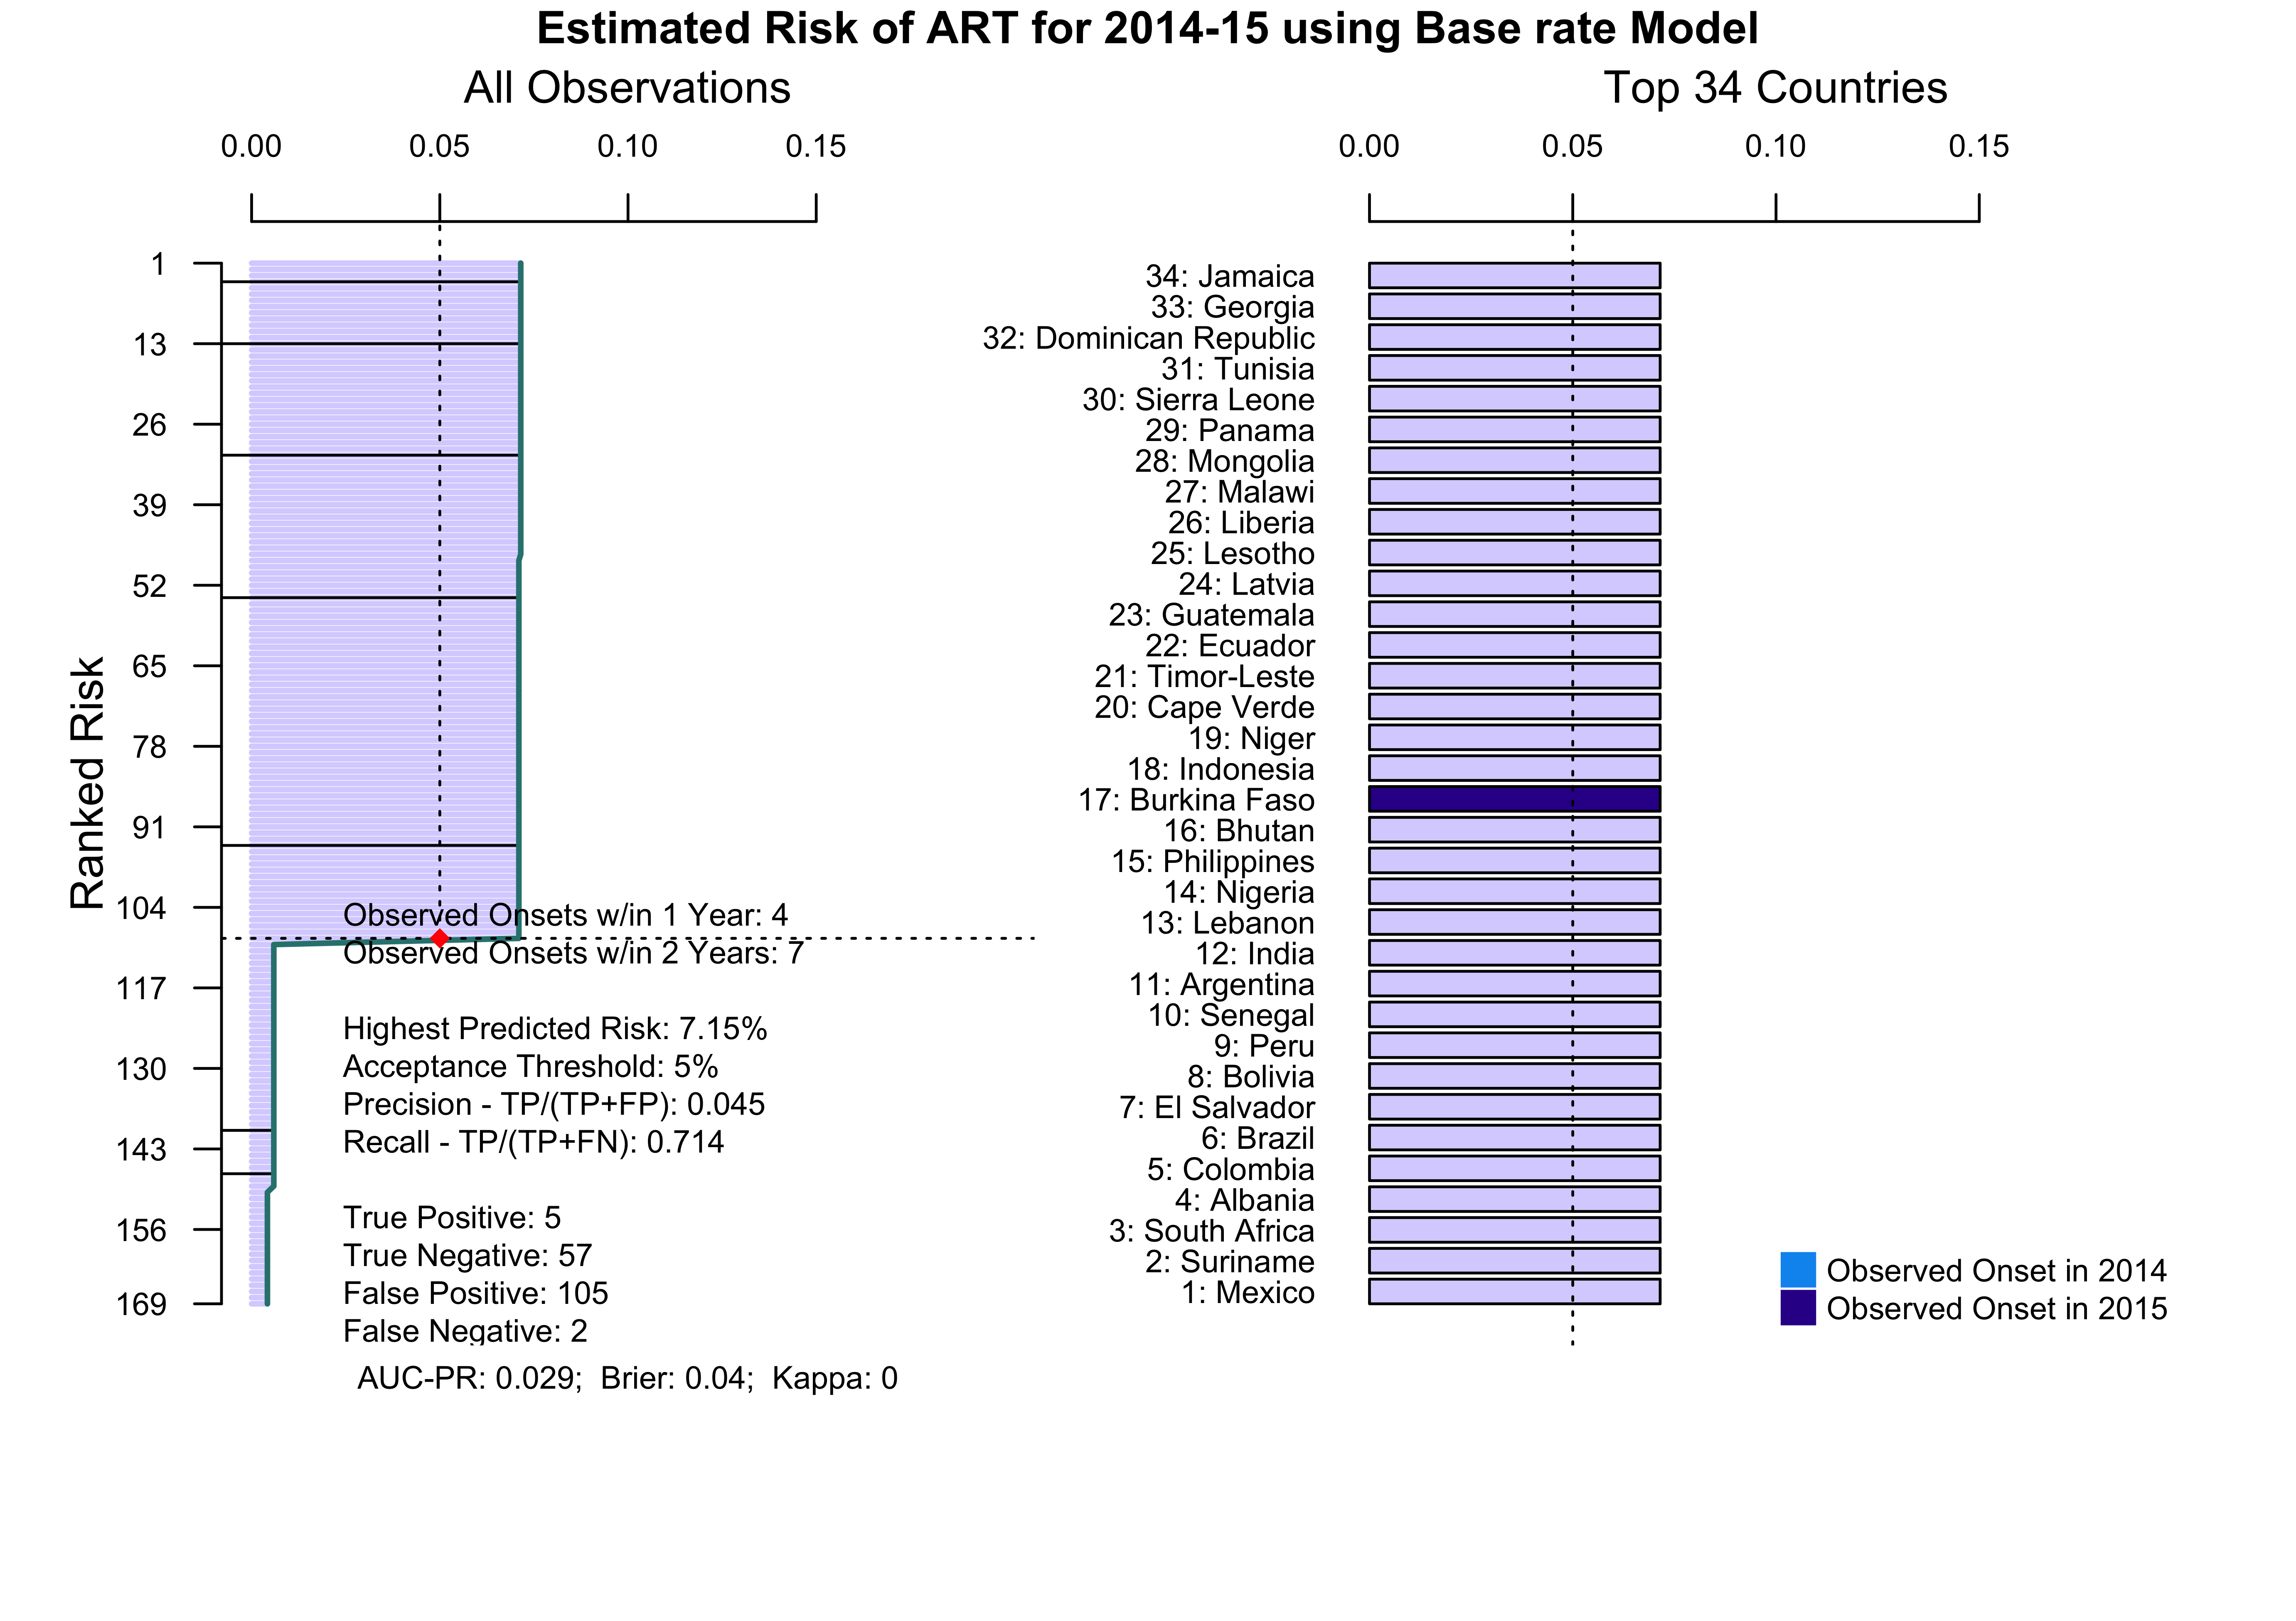 Estimated Risk of ART for 2014-15 using Base rate Model
All Observations
0.00 0.05 0.10 0.15
Ranked Risk
1
13
26
39
52
65
78
91
104
117
130
143
156
169
Observed Onsets w/in 1 Year: 4
Observed Onsets w/in 2 Years: 7
Highest Predicted Risk: 7.15%
Acceptance Threshold: 5%
Precision - TP/(TP+FP): 0.045
Recall - TP/(TP+FN): 0.714
True Positive: 5
True Negative: 57
False Positive: 105
False Negative: 2
AUC-PR: 0.029; Brier: 0.04; Kappa: 0
Top 34 Countries
0.00 0.05 0.10 0.15
34: Jamaica
33: Georgia
32: Dominican Republic
31: Tunisia
30: Sierra Leone
29: Panama
28: Mongolia
27: Malawi
26: Liberia
25: Lesotho
24: Latvia
23: Guatemala
22: Ecuador
21: Timor-Leste
20: Cape Verde
19: Niger
18: Indonesia
17: Burkina Faso
16: Bhutan
15: Philippines
14: Nigeria
13: Lebanon
12: India
11: Argentina
10: Senegal
9: Peru
8: Bolivia
7: El Salvador
6: Brazil
5: Colombia
4: Albania
3: South Africa
2: Suriname
1: Mexico
Observed Onset in 2014
Observed Onset in 2015